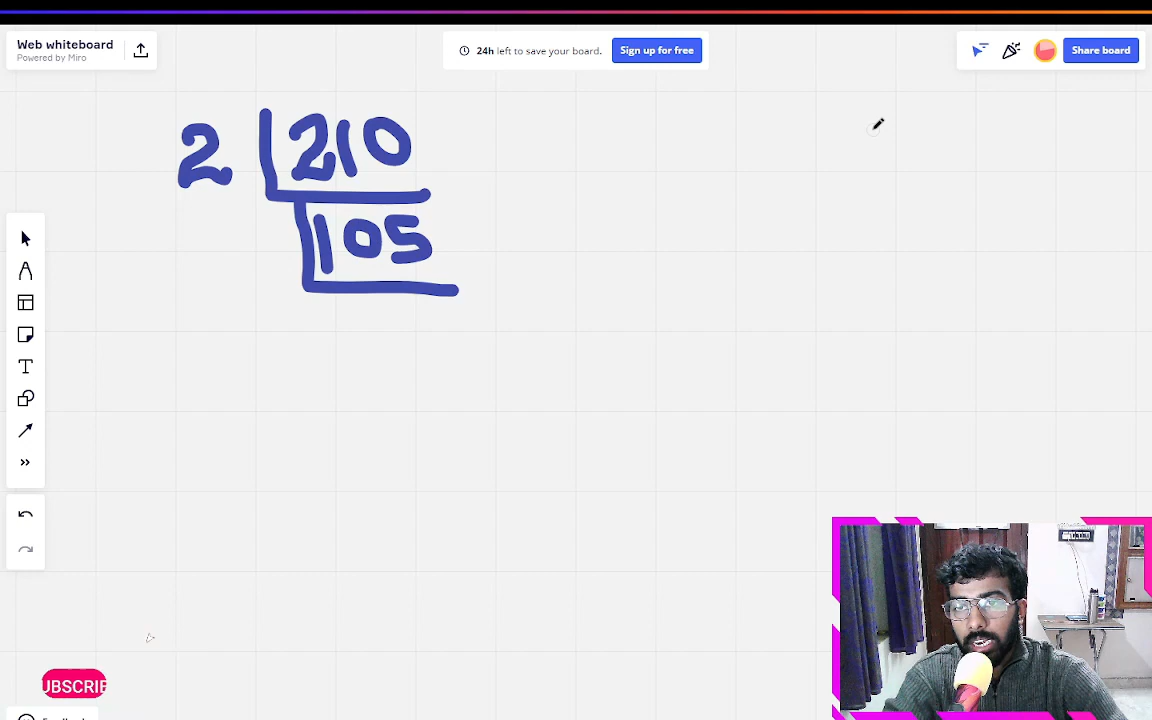 Web whiteboard
Powered by Miro
24h left to save your board.
Sign up for free
Share board
2 210
105
T
UBSCRIE